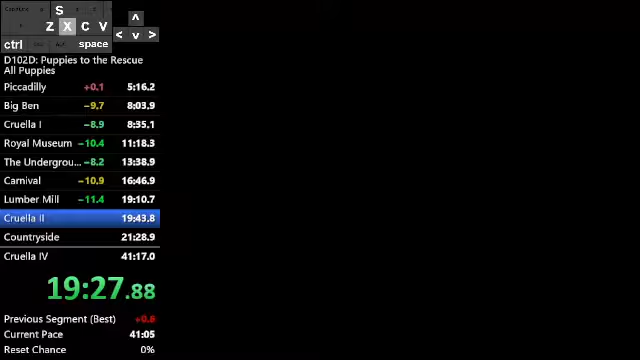 S
Z X C V
^
< v >
ctrl
space
D102D: Puppies to the Rescue
All Puppies
Piccadilly +0.1 5:16.2
Big Ben −9.7 8:03.9
Cruella I −8.9 8:35.1
Royal Museum −10.4 11:18.3
The Undergrou... −8.2 13:38.9
Carnival −10.9 16:46.9
Lumber Mill −11.4 19:10.7
Cruella II 19:43.8
Countryside 21:28.9
Cruella IV 41:17.0
19:27.88
Previous Segment (Best) +0.8
Current Pace 41:05
Reset Chance 0%